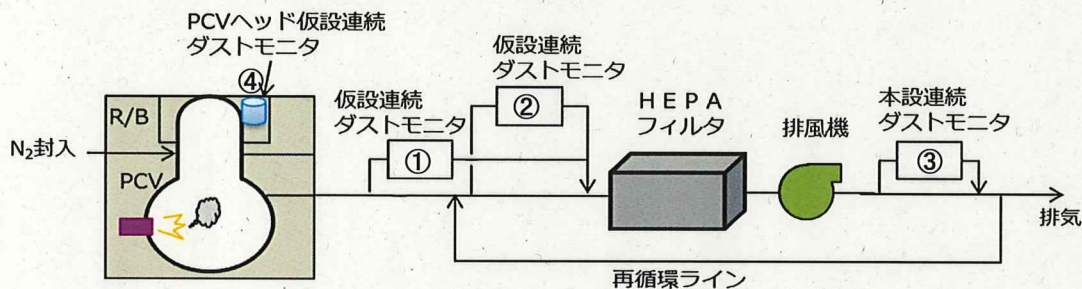 PCVヘッド仮設連続
ダストモニタ
④
R/B
N₂封入
PCV
仮設連続
ダストモニタ
①
仮設連続
ダストモニタ
②
HEPA
フィルタ
排風機
本設連続
ダストモニタ
③
排気
再循環ライン